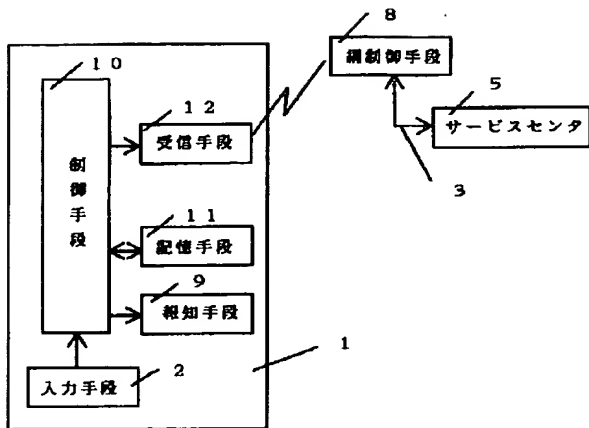 8
網制御手段
10
12
受信手段
5
サービスセンタ
3
制御手段
11
記憶手段
9
報知手段
1
入力手段
2